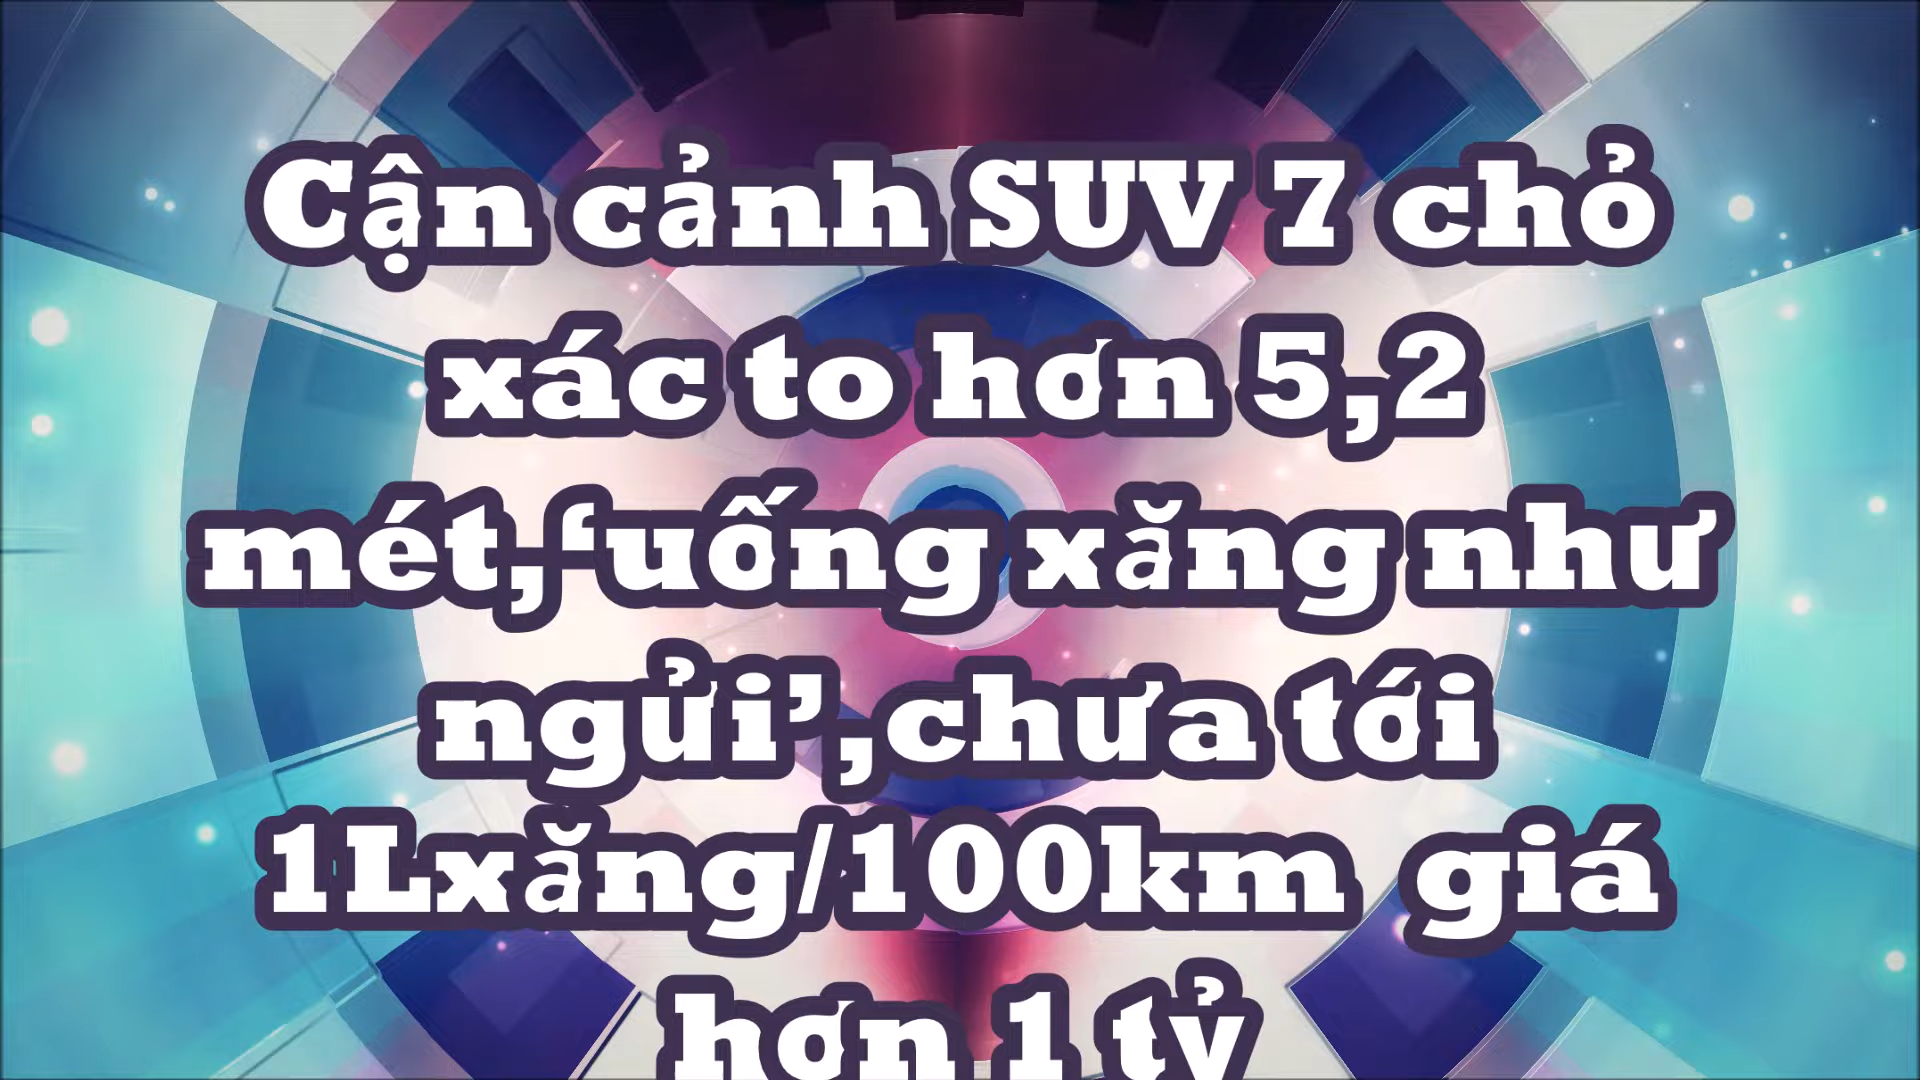 Cận cảnh SUV 7 chỏ
xác to hơn 5,2
mét,‘uống xăng như
ngửi’,chưa tới
1Lxăng/100km giá
hơn 1 tỷ